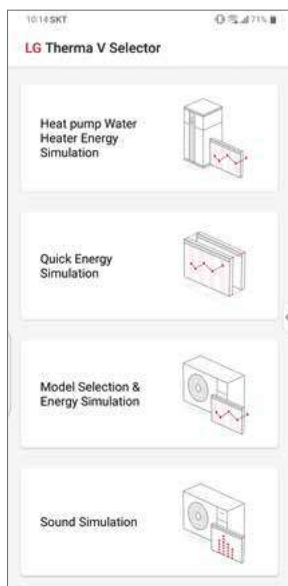 10:14 SKT 71%
LG Therma V Selector
Heat pump Water
Heater Energy
Simulation
Quick Energy
Simulation
Model Selection &
Energy Simulation
Sound Simulation